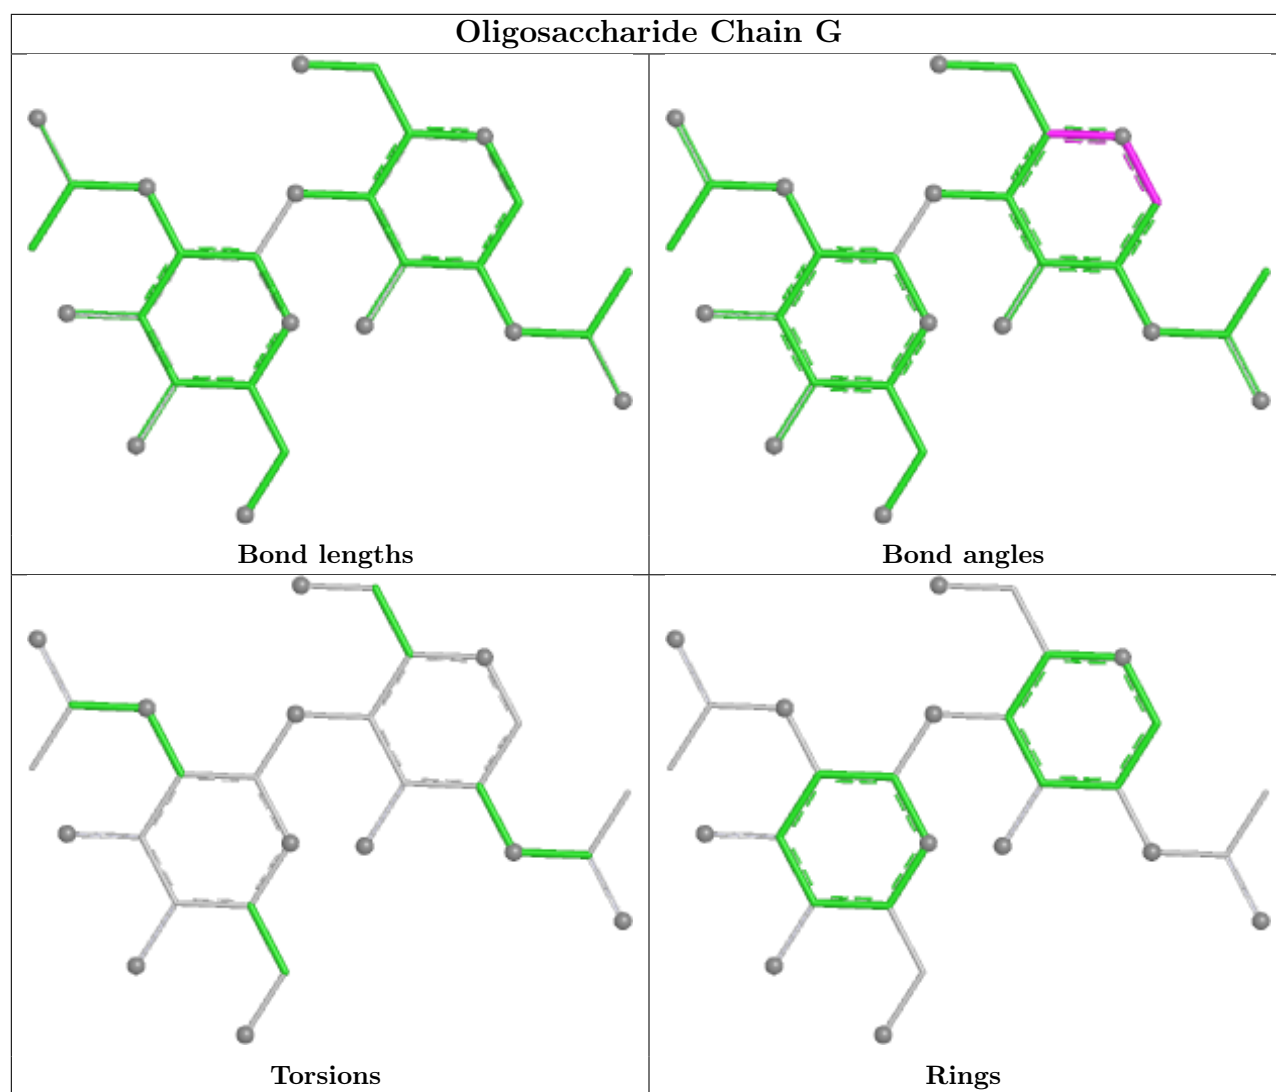 Oligosaccharide Chain G
Bond lengths
Bond angles
Torsions
Rings